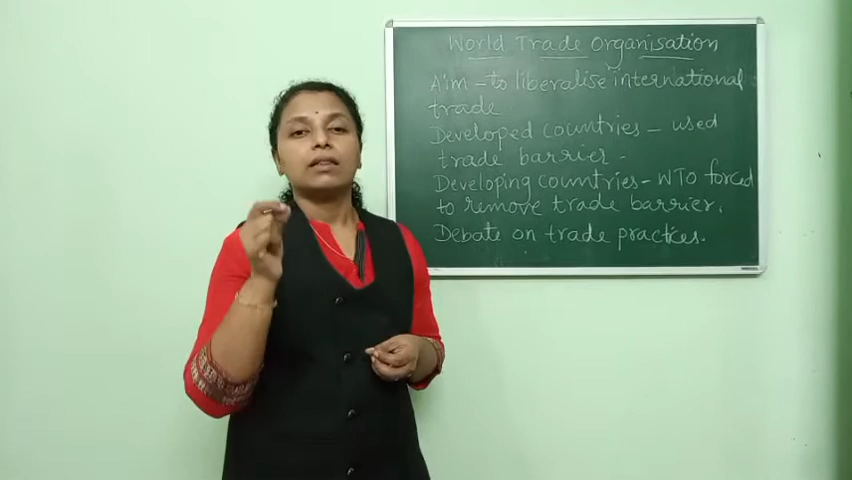 World Trade Organisation
Aim - to liberalise international
trade
Developed countries - used
trade barrier.
Developing countries - WTO forced
to remove trade barrier.
Debate on trade practices.